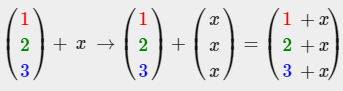 (1 2 3) + x → (1 2 3) + (x x x) = (1 + x 2 + x 3 + x)